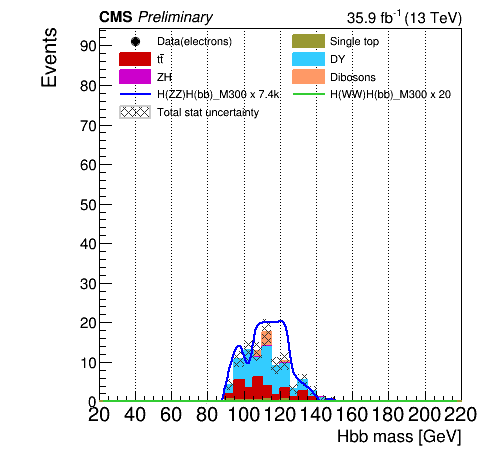 CMS Preliminary 35.9 fb⁻¹ (13 TeV)
Events
Data(electrons) Single top
tt̅ DY
ZH Dibosons
H(ZZ)H(bb)_M300 x 7.4k H(WW)H(bb)_M300 x 20
Total stat uncertainty
90
80
70
60
50
40
30
20
10
0
20 40 60 80 100 120 140 160 180 200 220
Hbb mass [GeV]